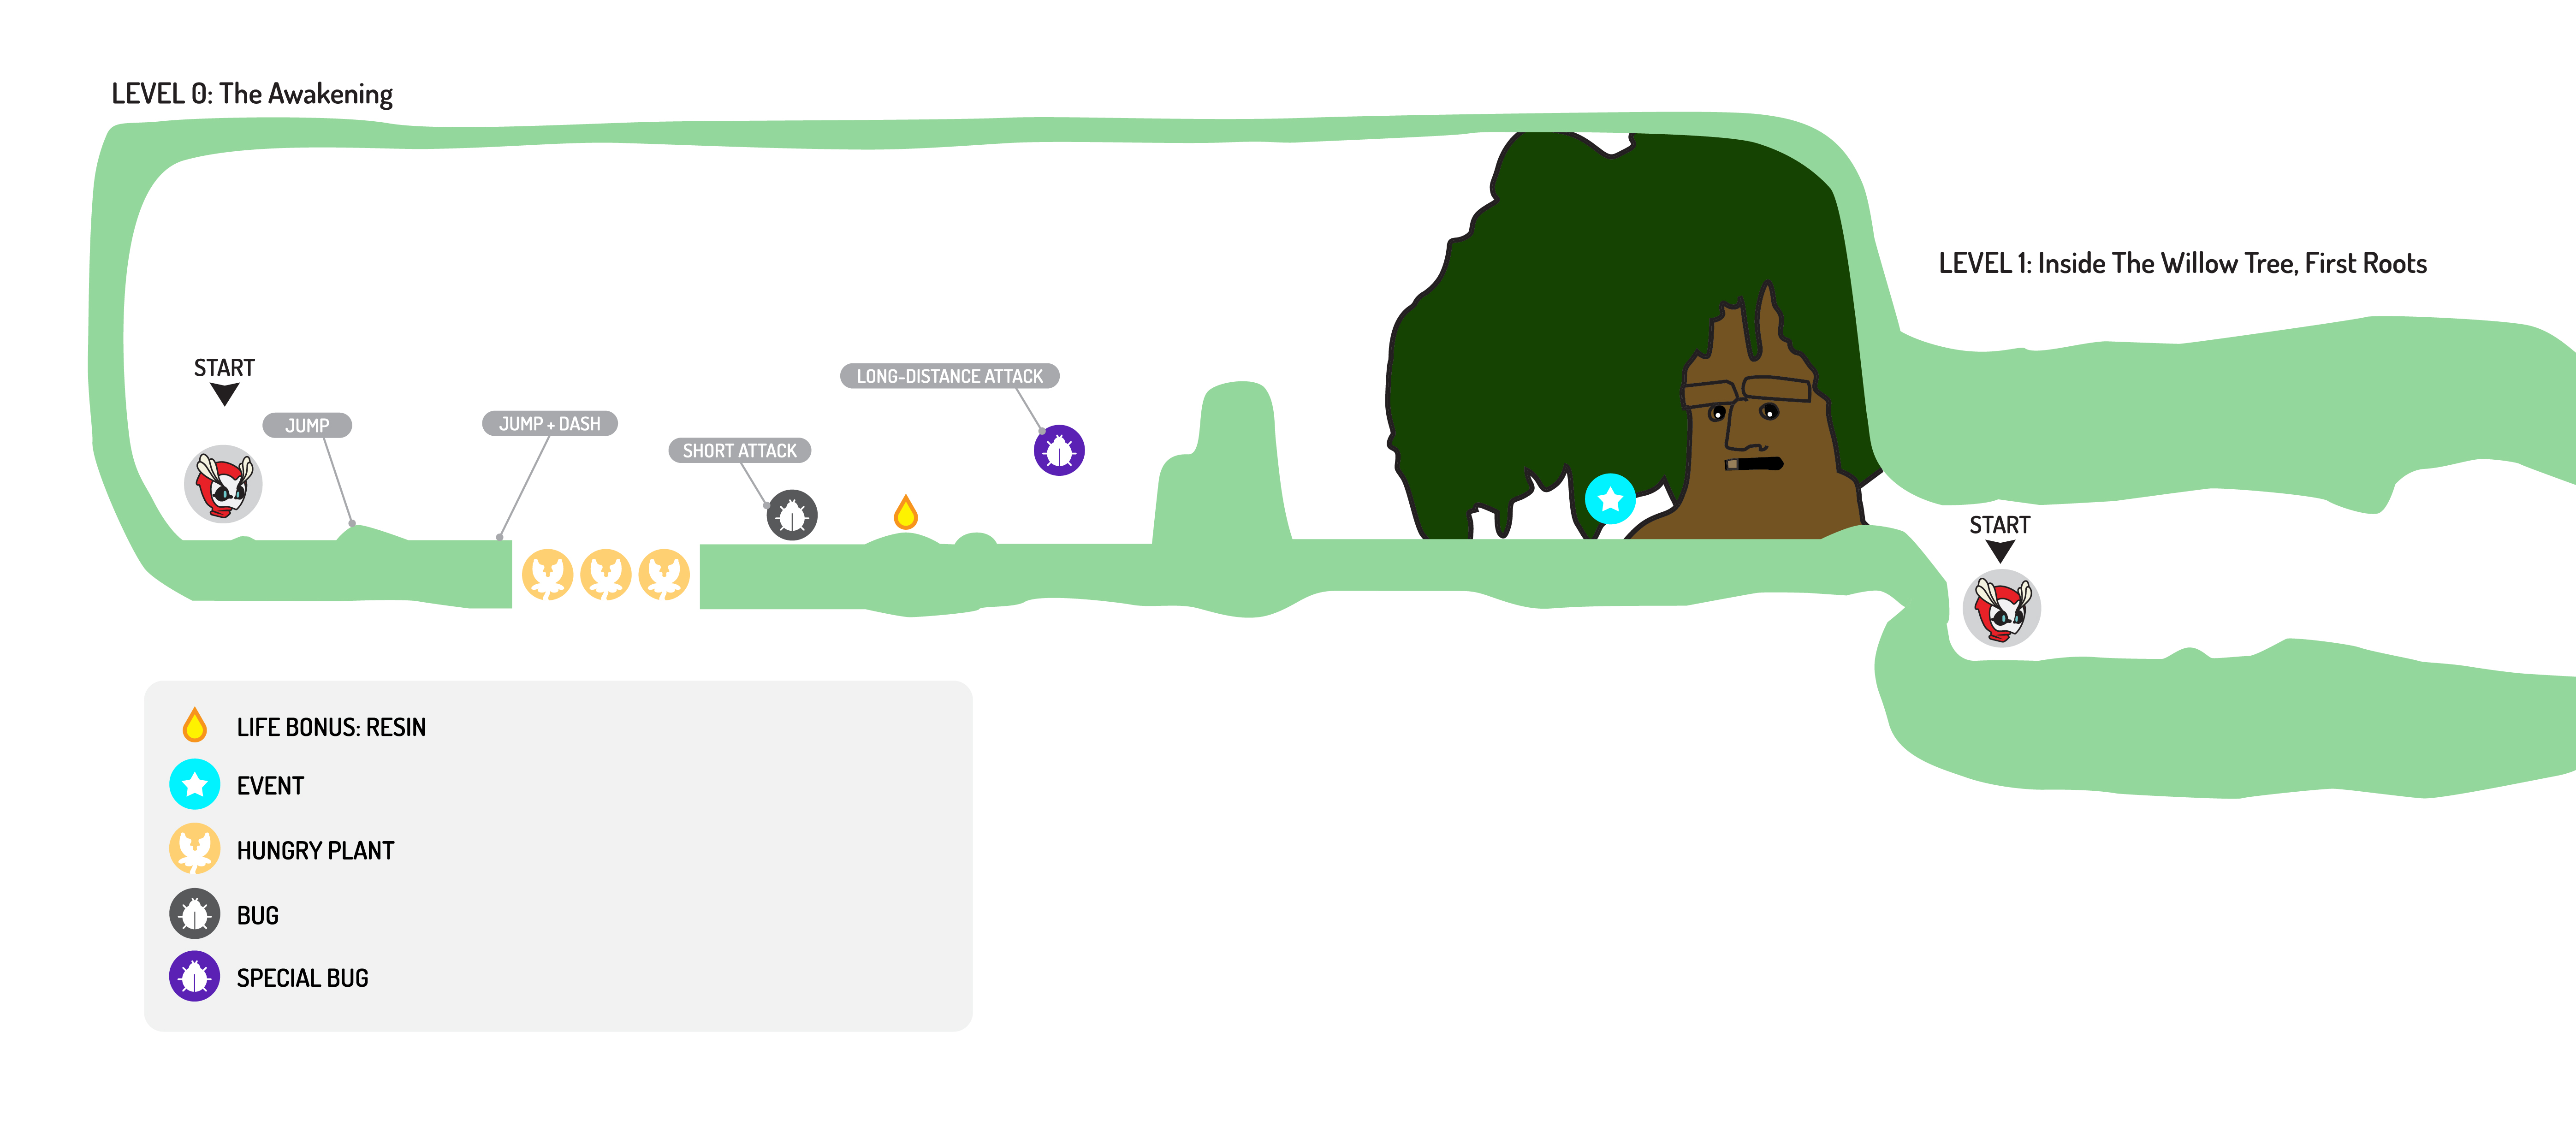 LEVEL 0: The Awakening
LEVEL 1: Inside The Willow Tree, First Roots
START
JUMP
JUMP + DASH
SHORT ATTACK
LONG-DISTANCE ATTACK
START
LIFE BONUS: RESIN
EVENT
HUNGRY PLANT
BUG
SPECIAL BUG